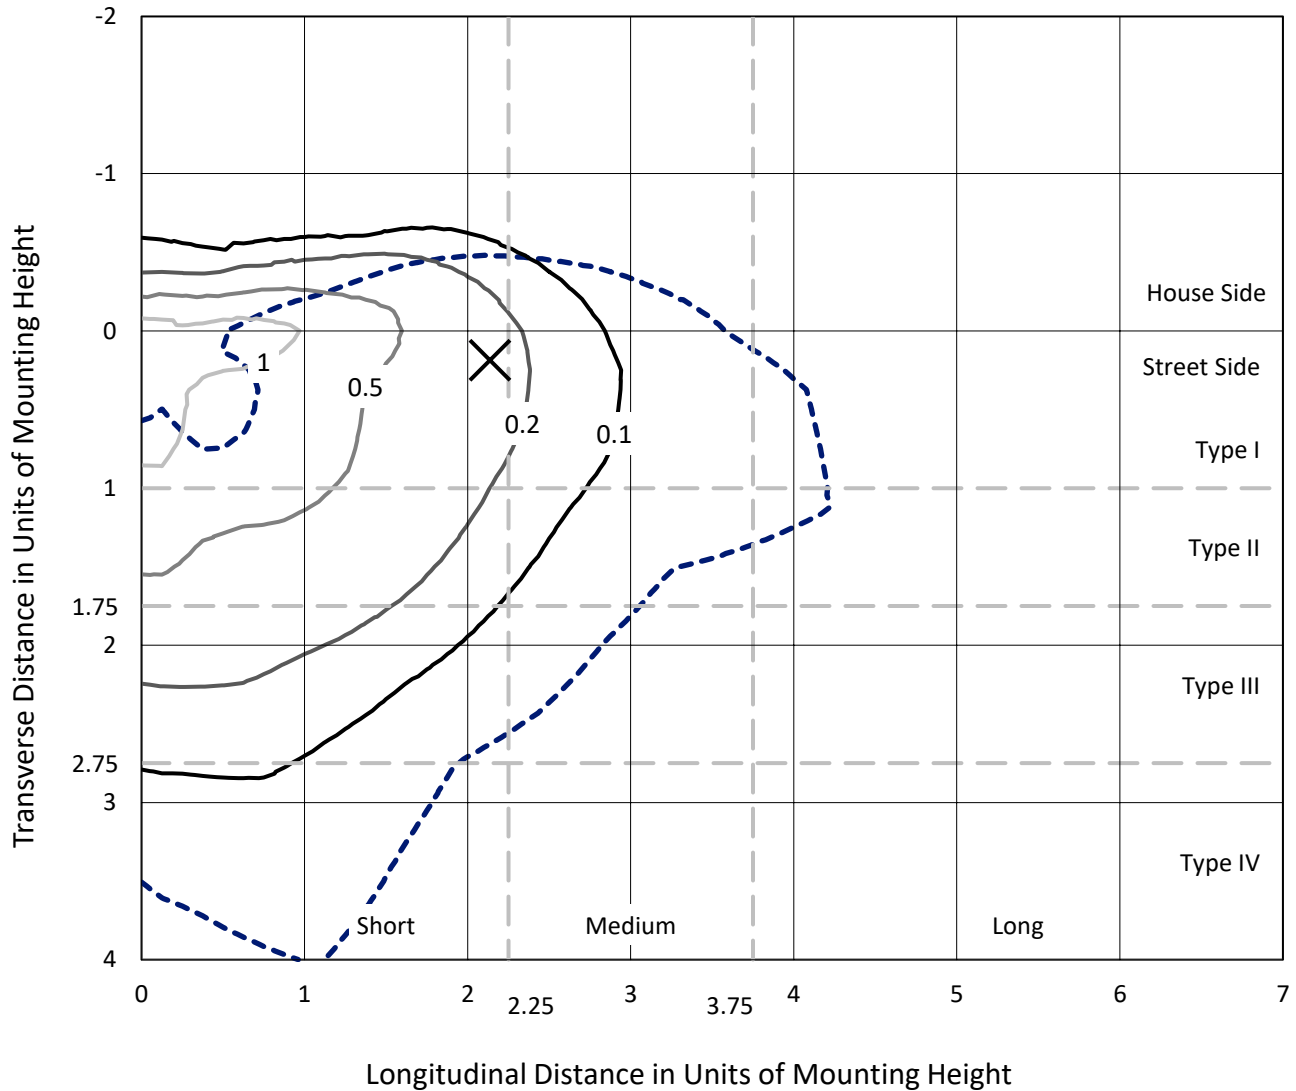 Transverse Distance in Units of Mounting Height
-2
-1
0
1
1.75
2
2.75
3
4
House Side
Street Side
Type I
Type II
Type III
Type IV
1
0.5
0.2
0.1
Short
Medium
Long
0
1
2
2.25
3
3.75
4
5
6
7
Longitudinal Distance in Units of Mounting Height